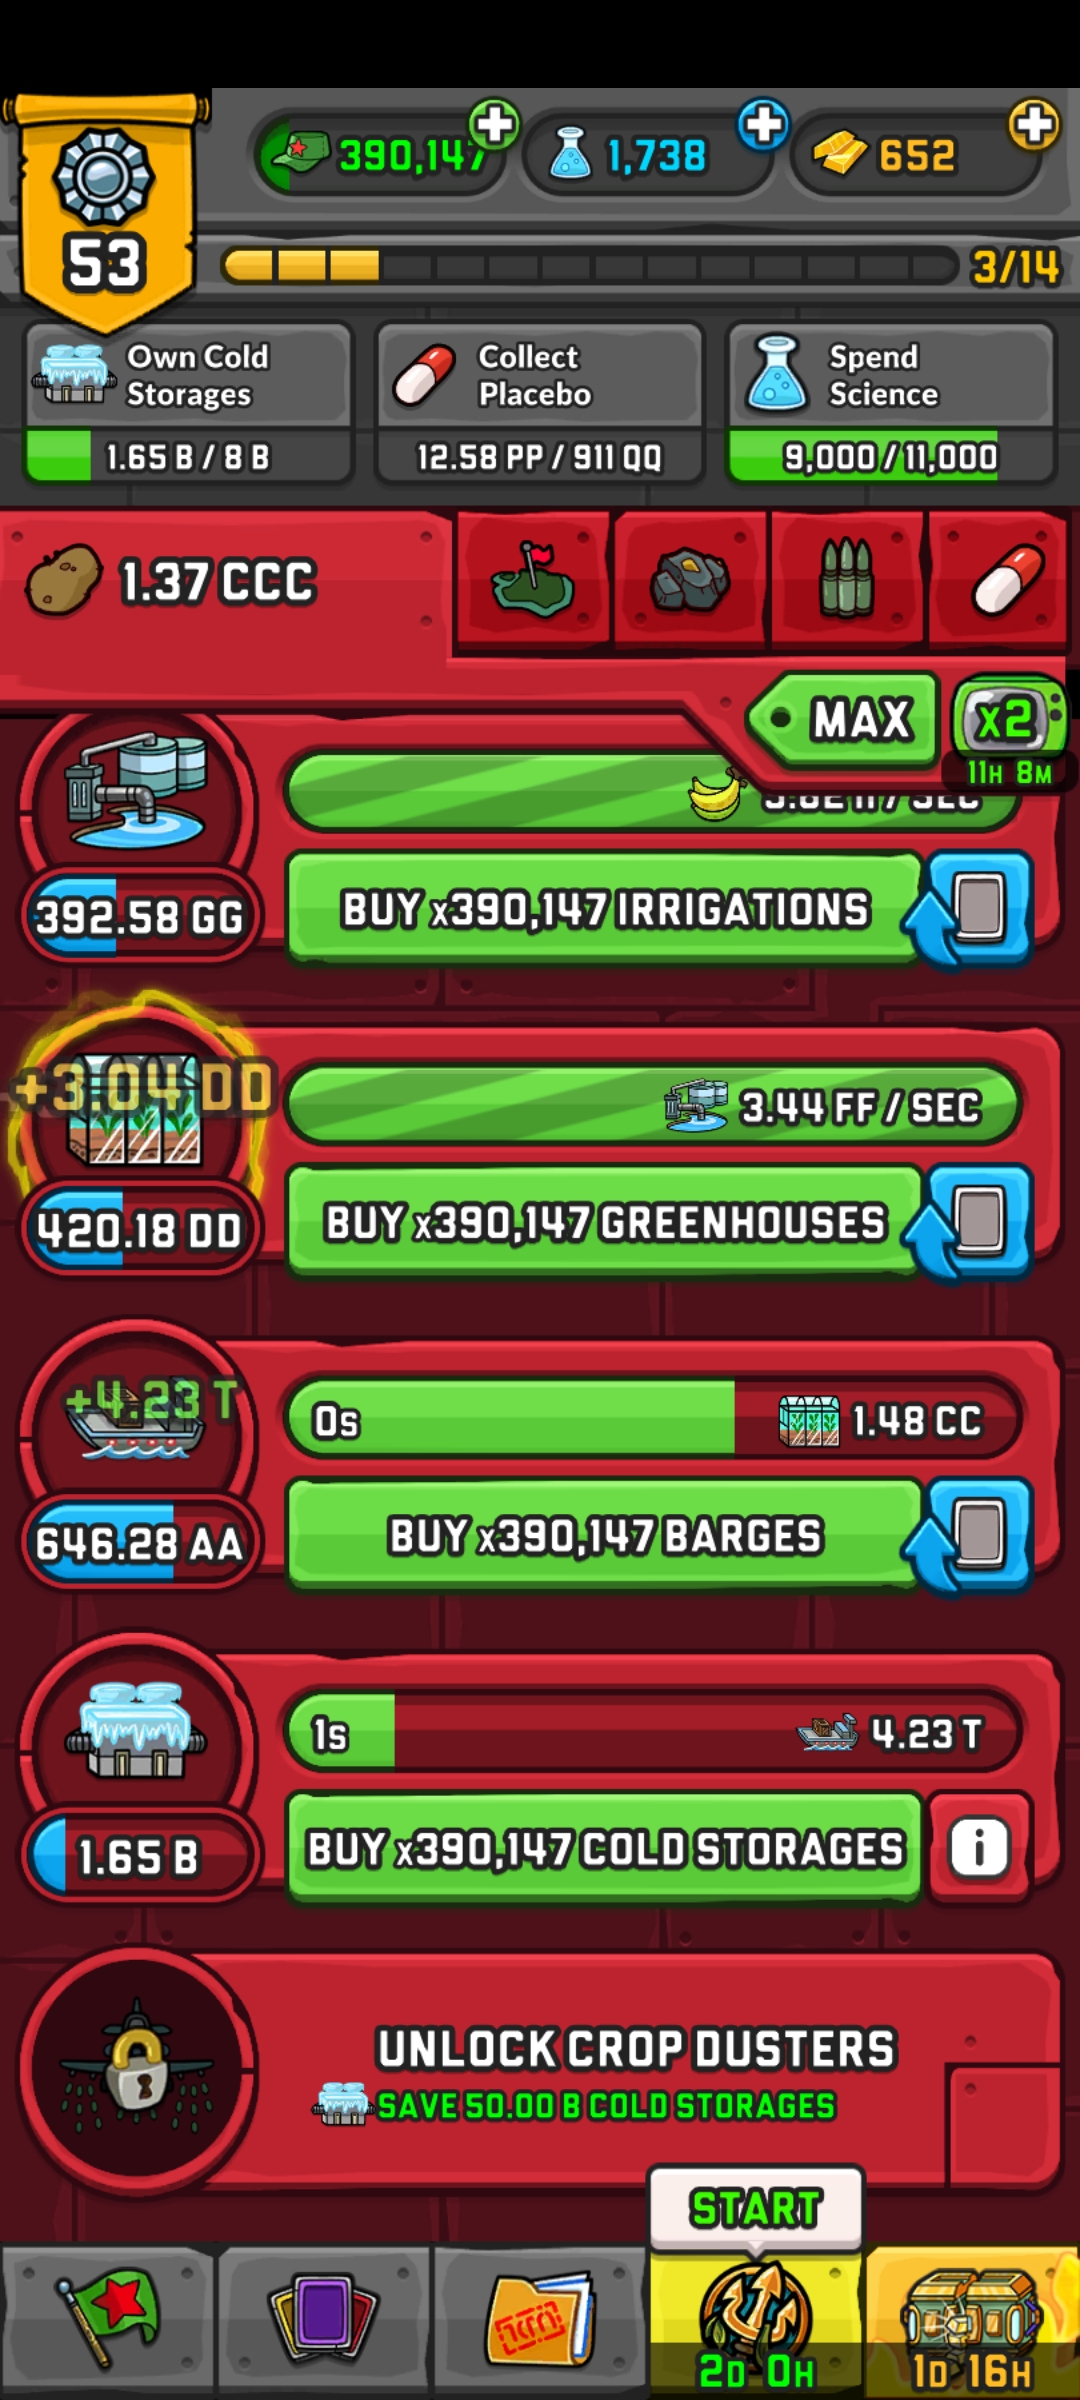 390,147
1,738
652
53
3/14
Own Cold
Storages
1.65 B / 8 B
Collect
Placebo
12.58 PP / 911 QQ
Spend
Science
9,000 / 11,000
1.37 CCC
MAX
x2
11H 8M
/ SEC
392.58 GG
BUY x390,147 IRRIGATIONS
+3.04 DD
3.44 FF / SEC
420.18 DD
BUY x390,147 GREENHOUSES
+4.23 T
0s
1.48 CC
646.28 AA
BUY x390,147 BARGES
1s
4.23 T
1.65 B
BUY x390,147 COLD STORAGES
i
UNLOCK CROP DUSTERS
SAVE 50.00 B COLD STORAGES
START
2D 0H
1D 16H